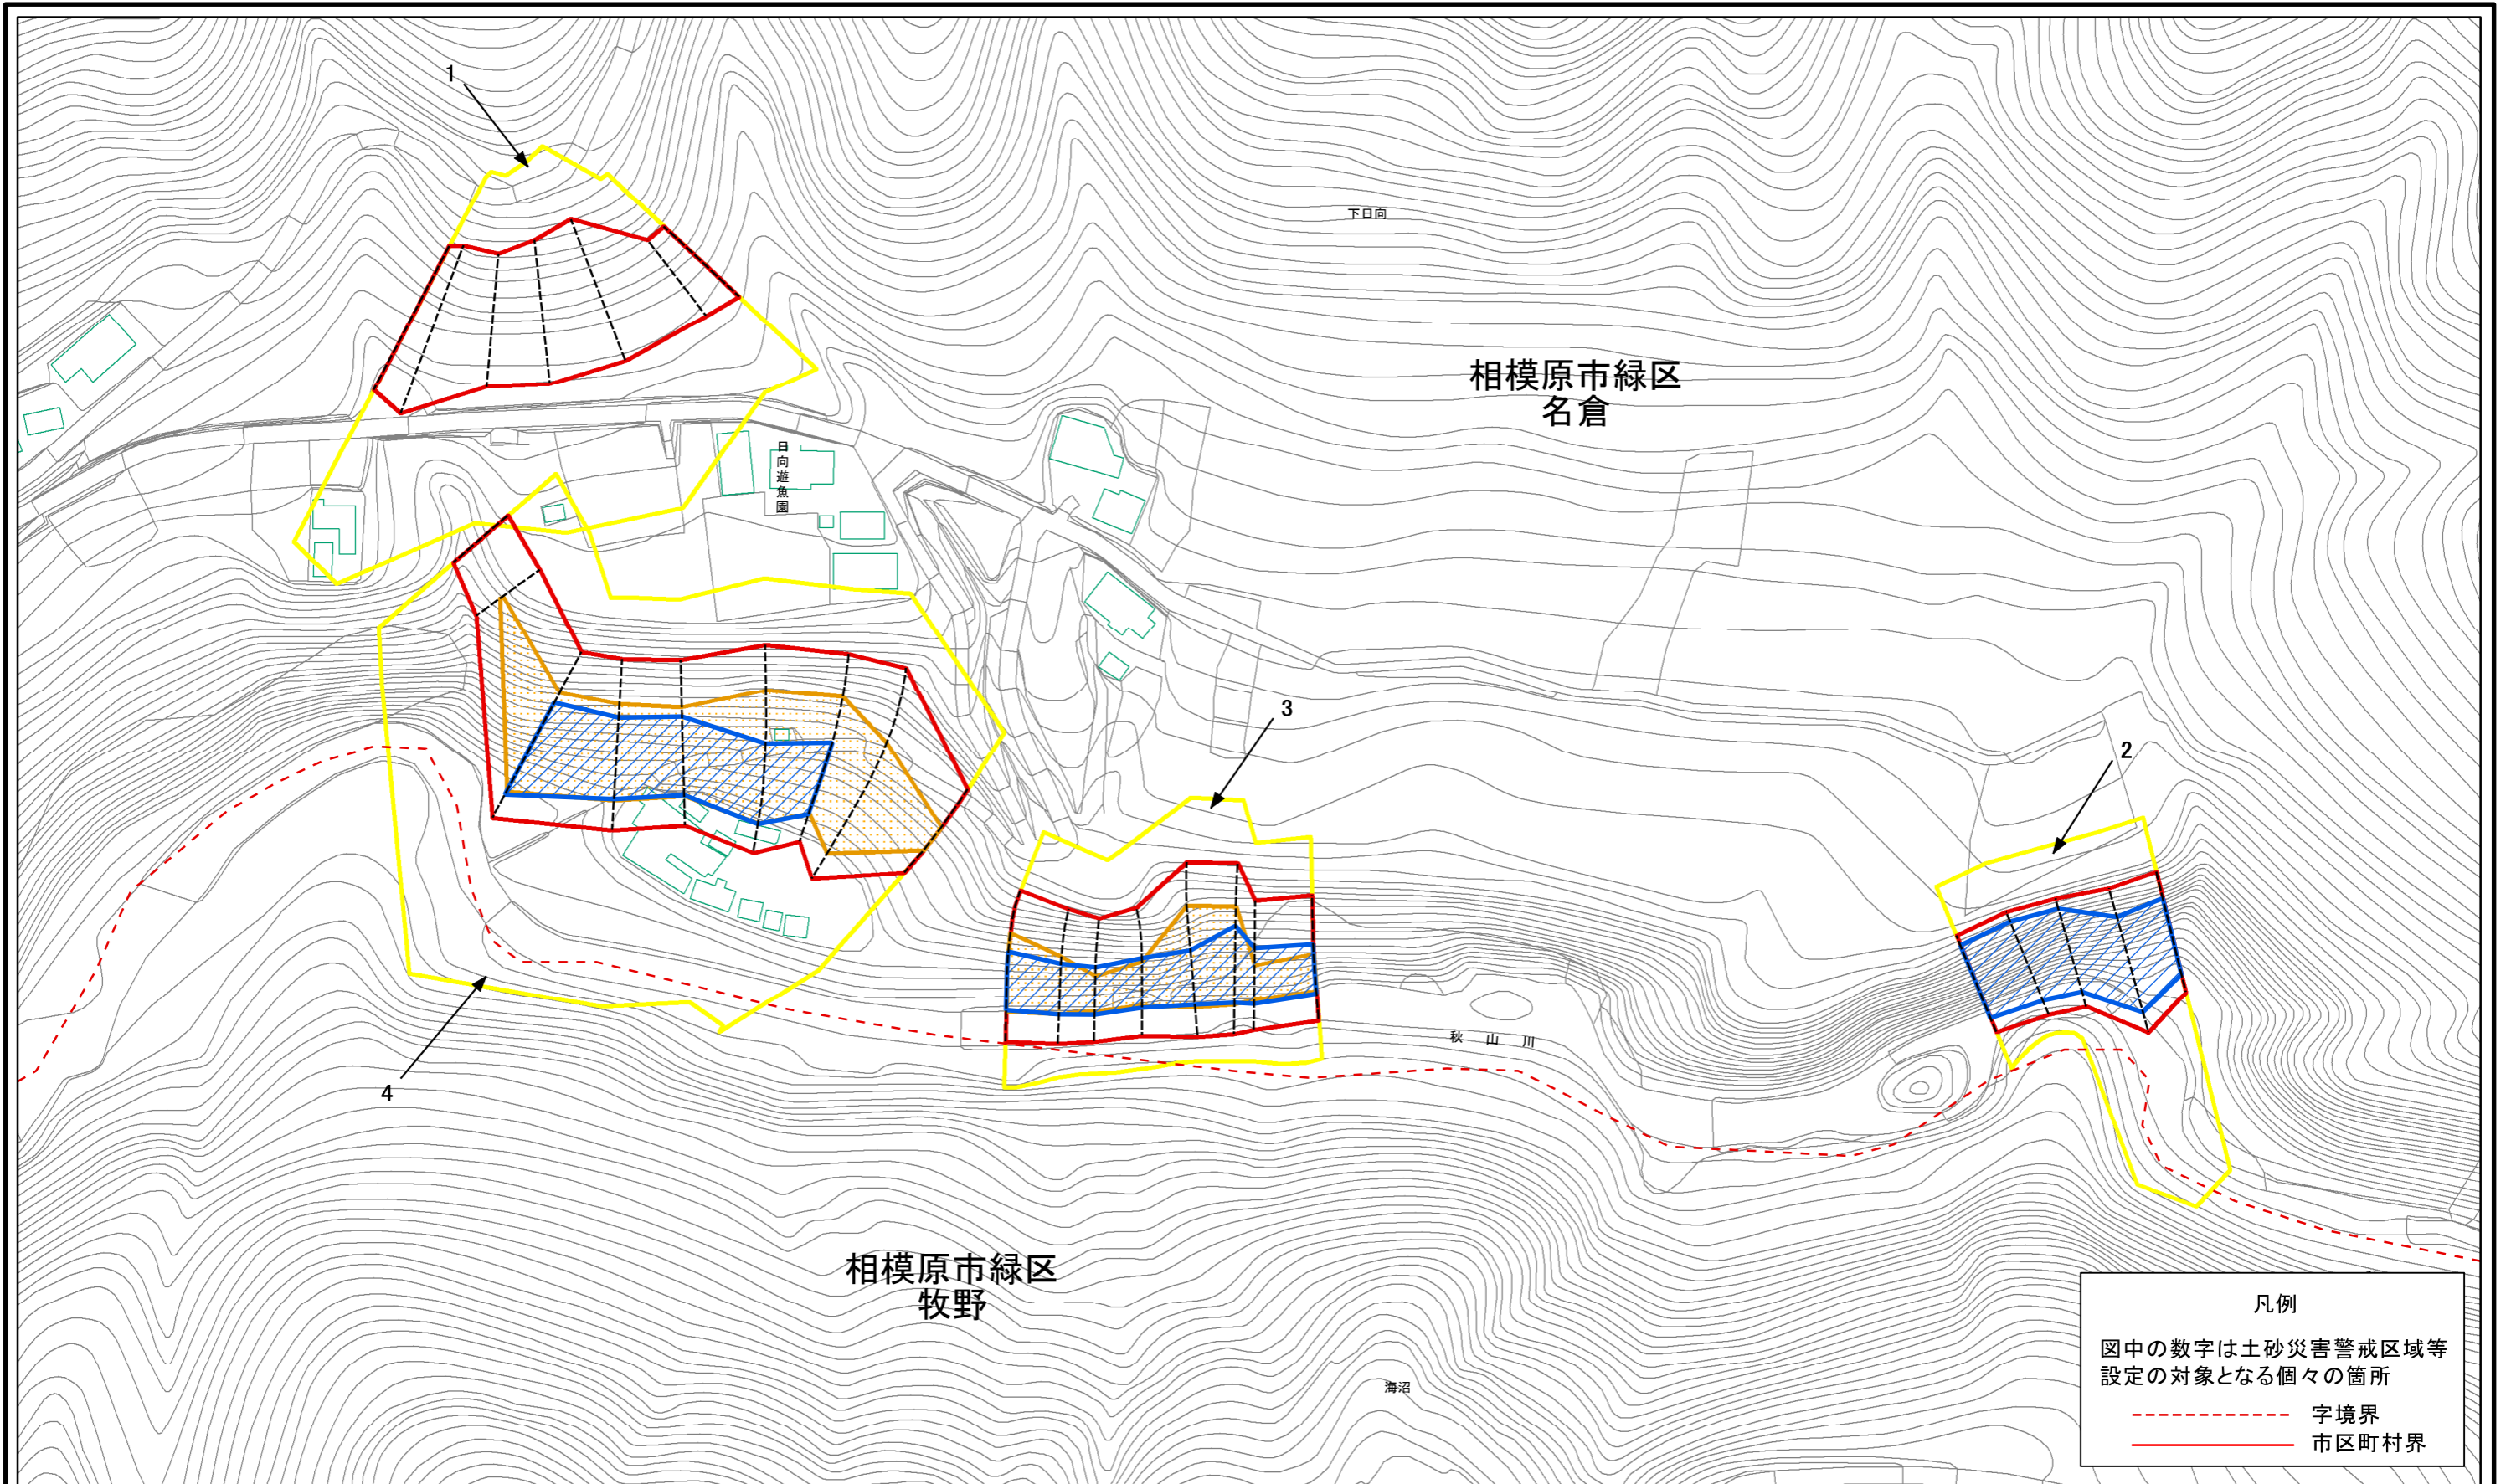 1
下日向
相模原市緑区
名倉
日向遊魚園
3
2
秋山川
4
相模原市緑区
牧野
海沼
凡例
図中の数字は土砂災害警戒区域等
設定の対象となる個々の箇所
字境界
市区町村界